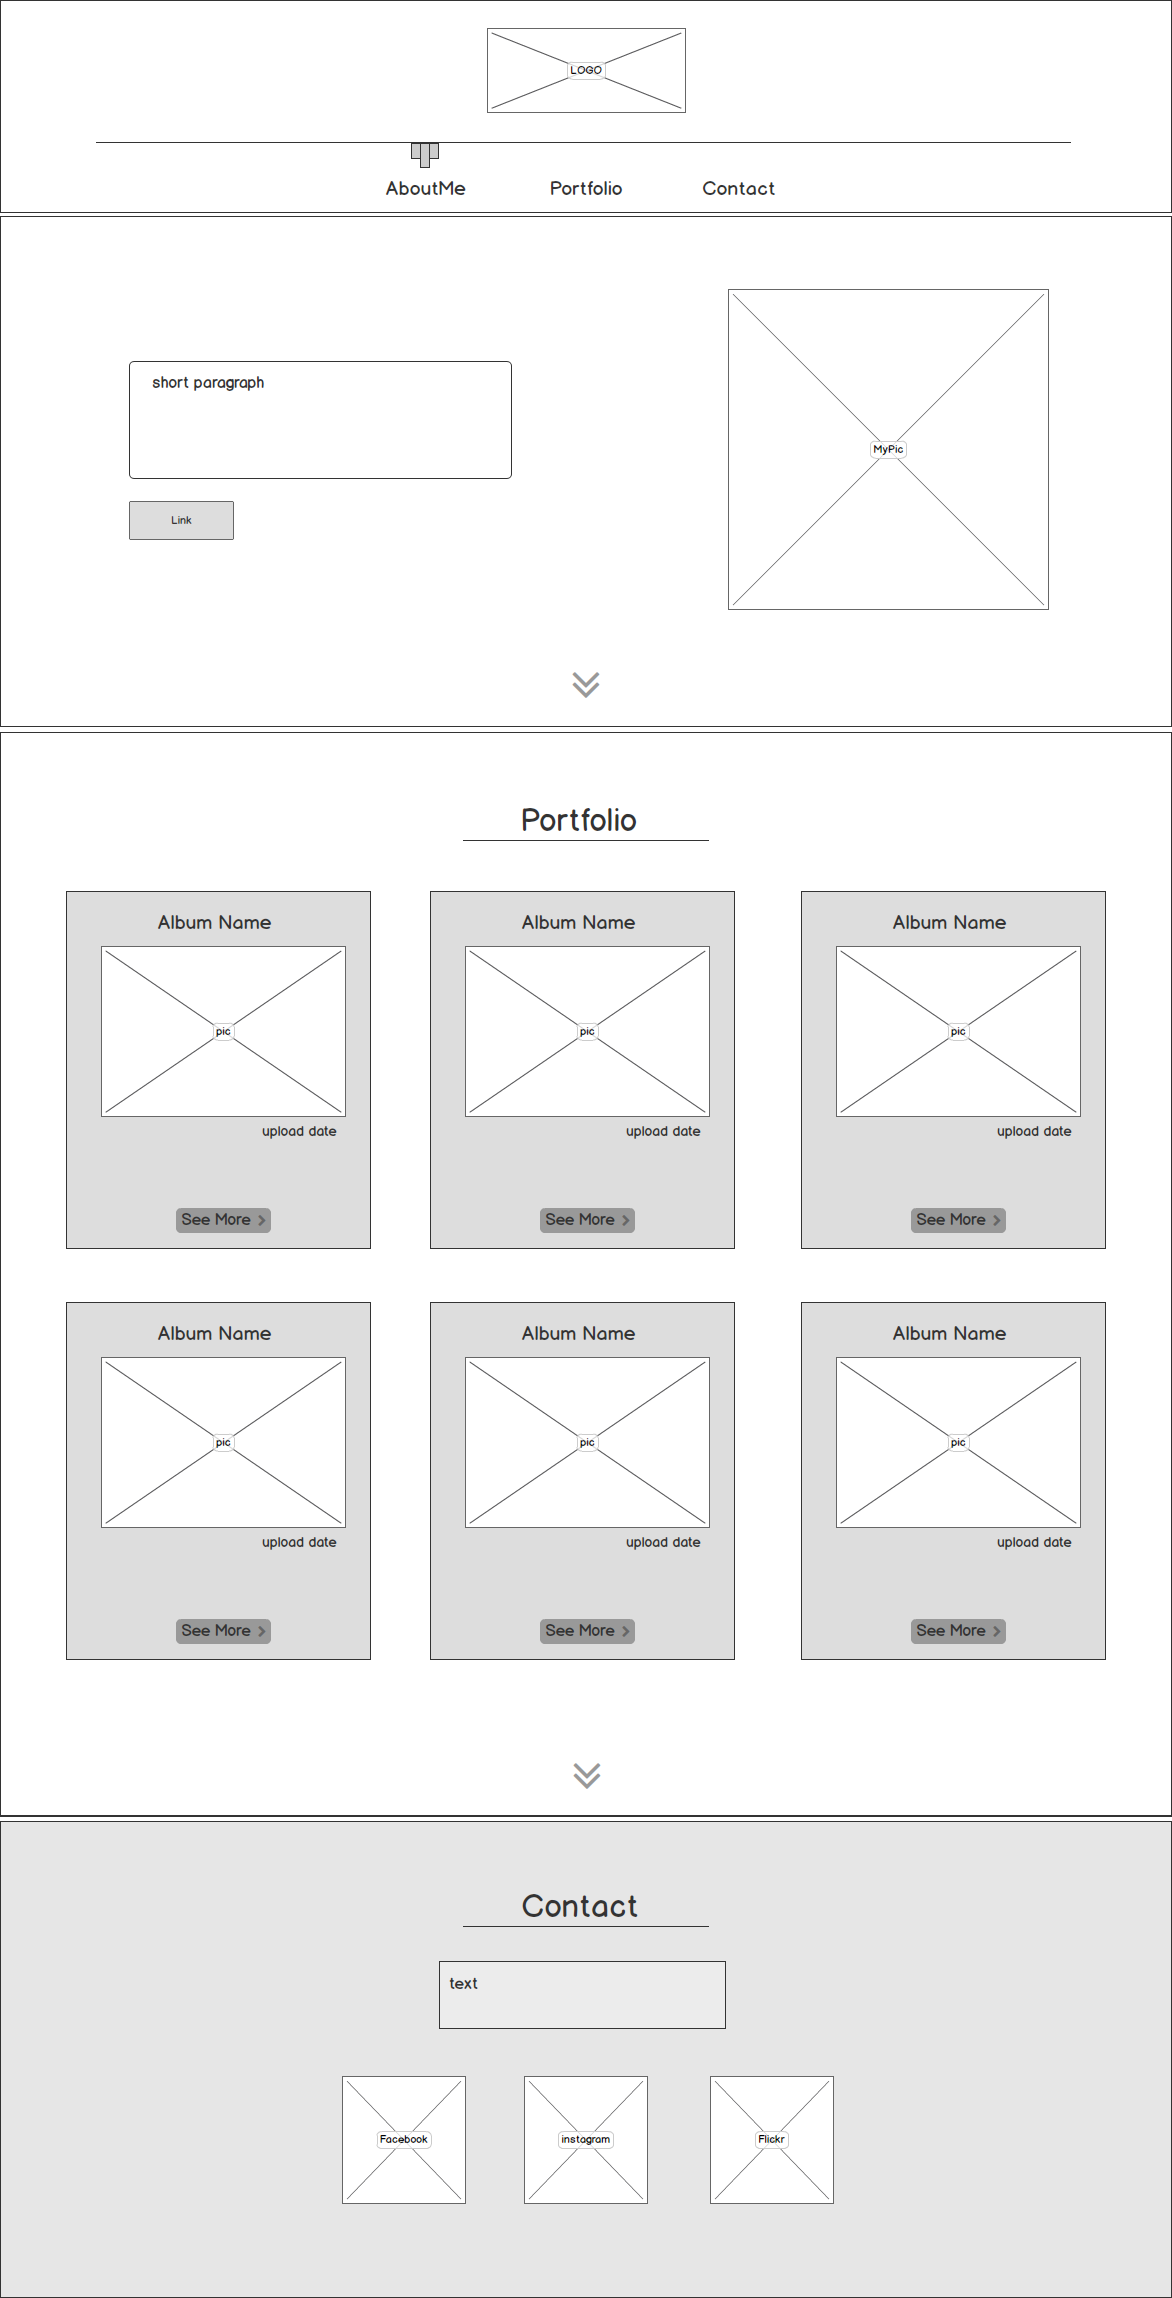 LOGO
AboutMe Portfolio Contact
short paragraph
MyPic
Link
Portfolio
Album Name Album Name Album Name
pic pic pic
upload date upload date upload date
See More See More See More
Album Name Album Name Album Name
pic pic pic
upload date upload date upload date
See More See More See More
Contact
text
Facebook instagram Flickr